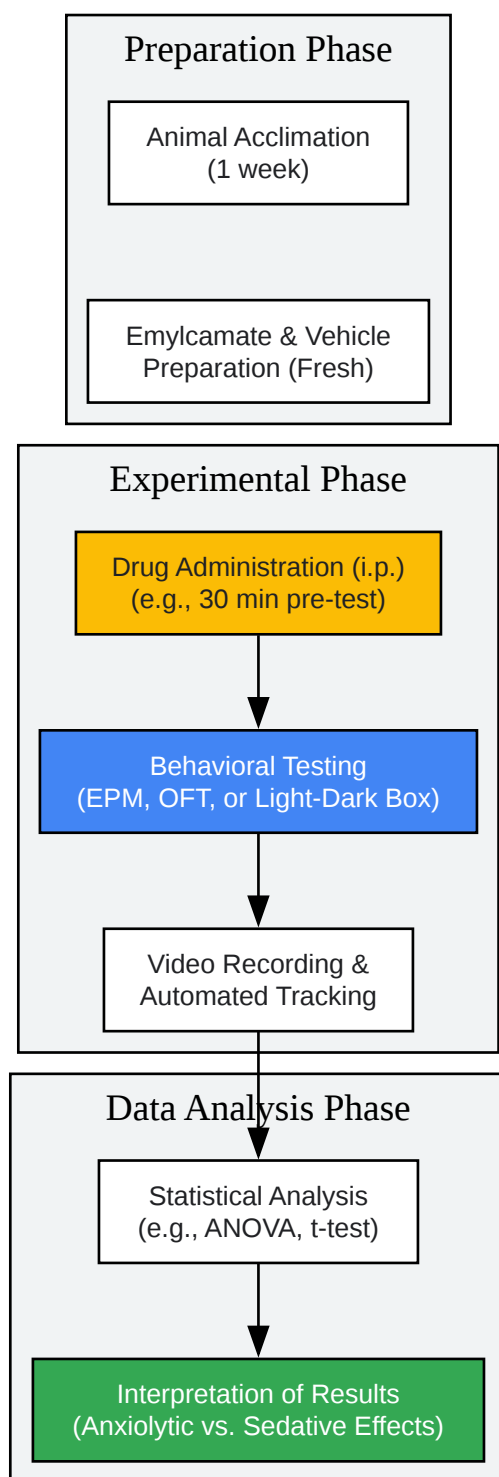 Preparation Phase
Animal Acclimation
(1 week)
Emylcamate & Vehicle
Preparation (Fresh)
Experimental Phase
Drug Administration (i.p.)
(e.g., 30 min pre-test)
Behavioral Testing
(EPM, OFT, or Light-Dark Box)
Video Recording &
Automated Tracking
Data Analysis Phase
Statistical Analysis
(e.g., ANOVA, t-test)
Interpretation of Results
(Anxiolytic vs. Sedative Effects)